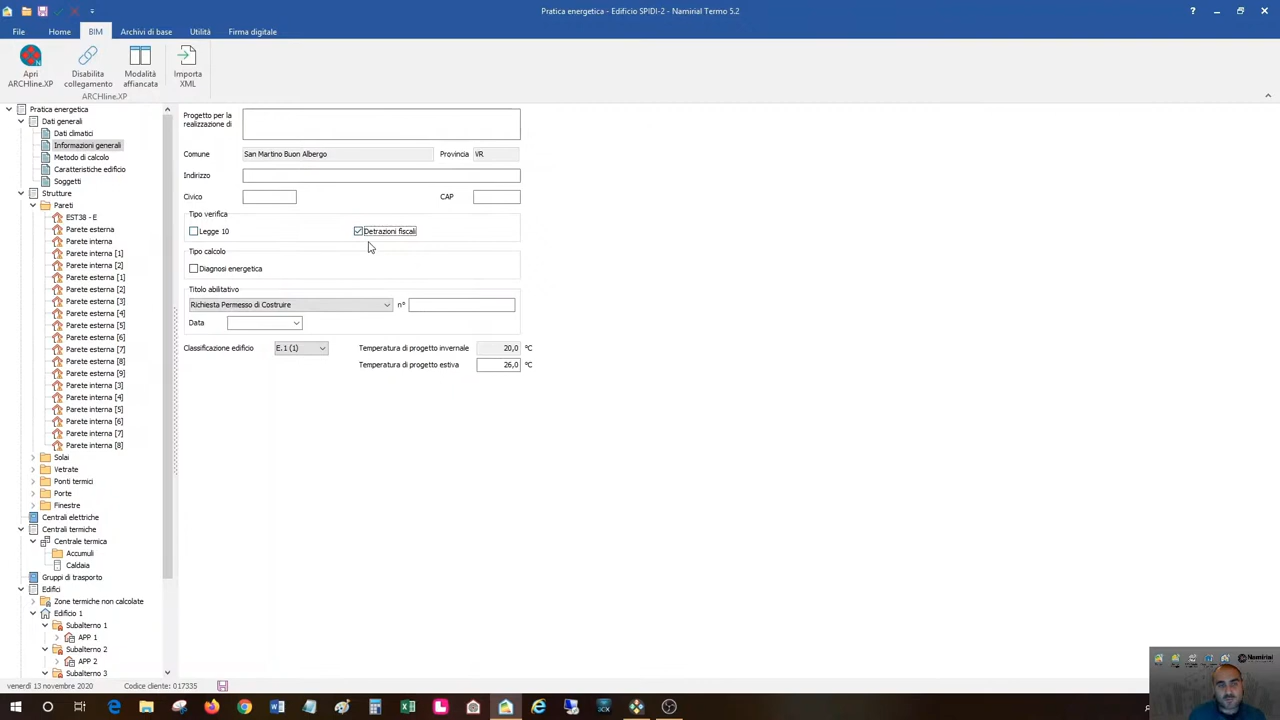 Pratica energetica - Edificio SPIDI-2 - Namirial Termo 5.2
File Home BIM Archivi di base Utilità Firma digitale
Apri ARCHline.XP
Disabilita collegamento
Modalità affiancata
Importa XML
ARCHline.XP
Pratica energetica
Dati generali
Dati climatici
Informazioni generali
Metodo di calcolo
Caratteristiche edificio
Soggetti
Strutture
Pareti
EST38 - E
Parete esterna
Parete interna
Parete interna [1]
Parete interna [2]
Parete esterna [1]
Parete esterna [2]
Parete esterna [3]
Parete esterna [4]
Parete esterna [5]
Parete esterna [6]
Parete esterna [7]
Parete esterna [8]
Parete esterna [9]
Parete interna [3]
Parete interna [4]
Parete interna [5]
Parete interna [6]
Parete interna [7]
Parete interna [8]
Solai
Vetrate
Ponti termici
Porte
Finestre
Centrali elettriche
Centrali termiche
Centrale termica
Accumuli
Caldaia
Gruppi di trasporto
Edifici
Zone termiche non calcolate
Edificio 1
Subalterno 1
APP 1
Subalterno 2
APP 2
Subalterno 3
Progetto per la
realizzazione di
Comune San Martino Buon Albergo Provincia VR
Indirizzo
Civico CAP
Tipo verifica
Legge 10 Detrazioni fiscali
Tipo calcolo
Diagnosi energetica
Titolo abilitativo
Richiesta Permesso di Costruire n°
Data
Classificazione edificio E.1 (1) Temperatura di progetto invernale 20,0 °C
Temperatura di progetto estiva 26,0 °C
venerdì 13 novembre 2020 Codice cliente: 017335
Namirial